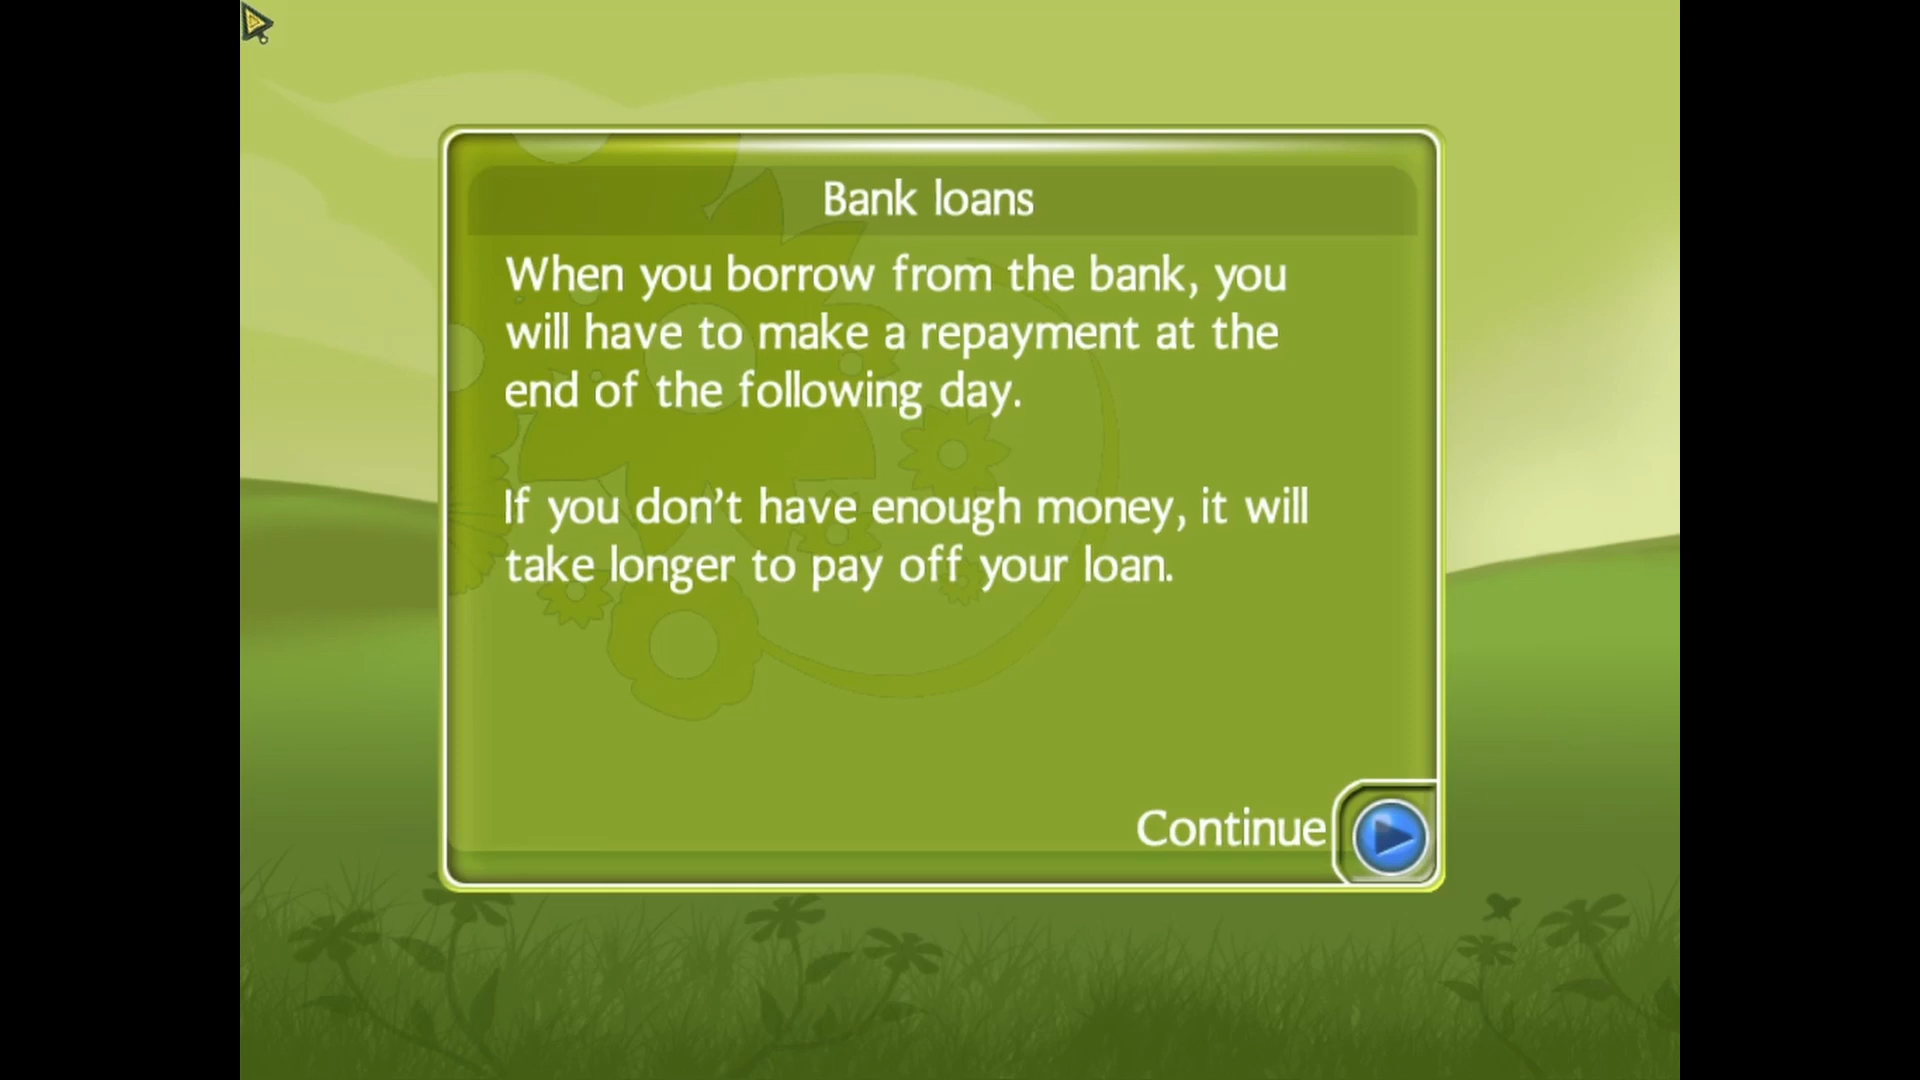 Bank loans
When you borrow from the bank, you
will have to make a repayment at the
end of the following day.
If you don't have enough money, it will
take longer to pay off your loan.
Continue